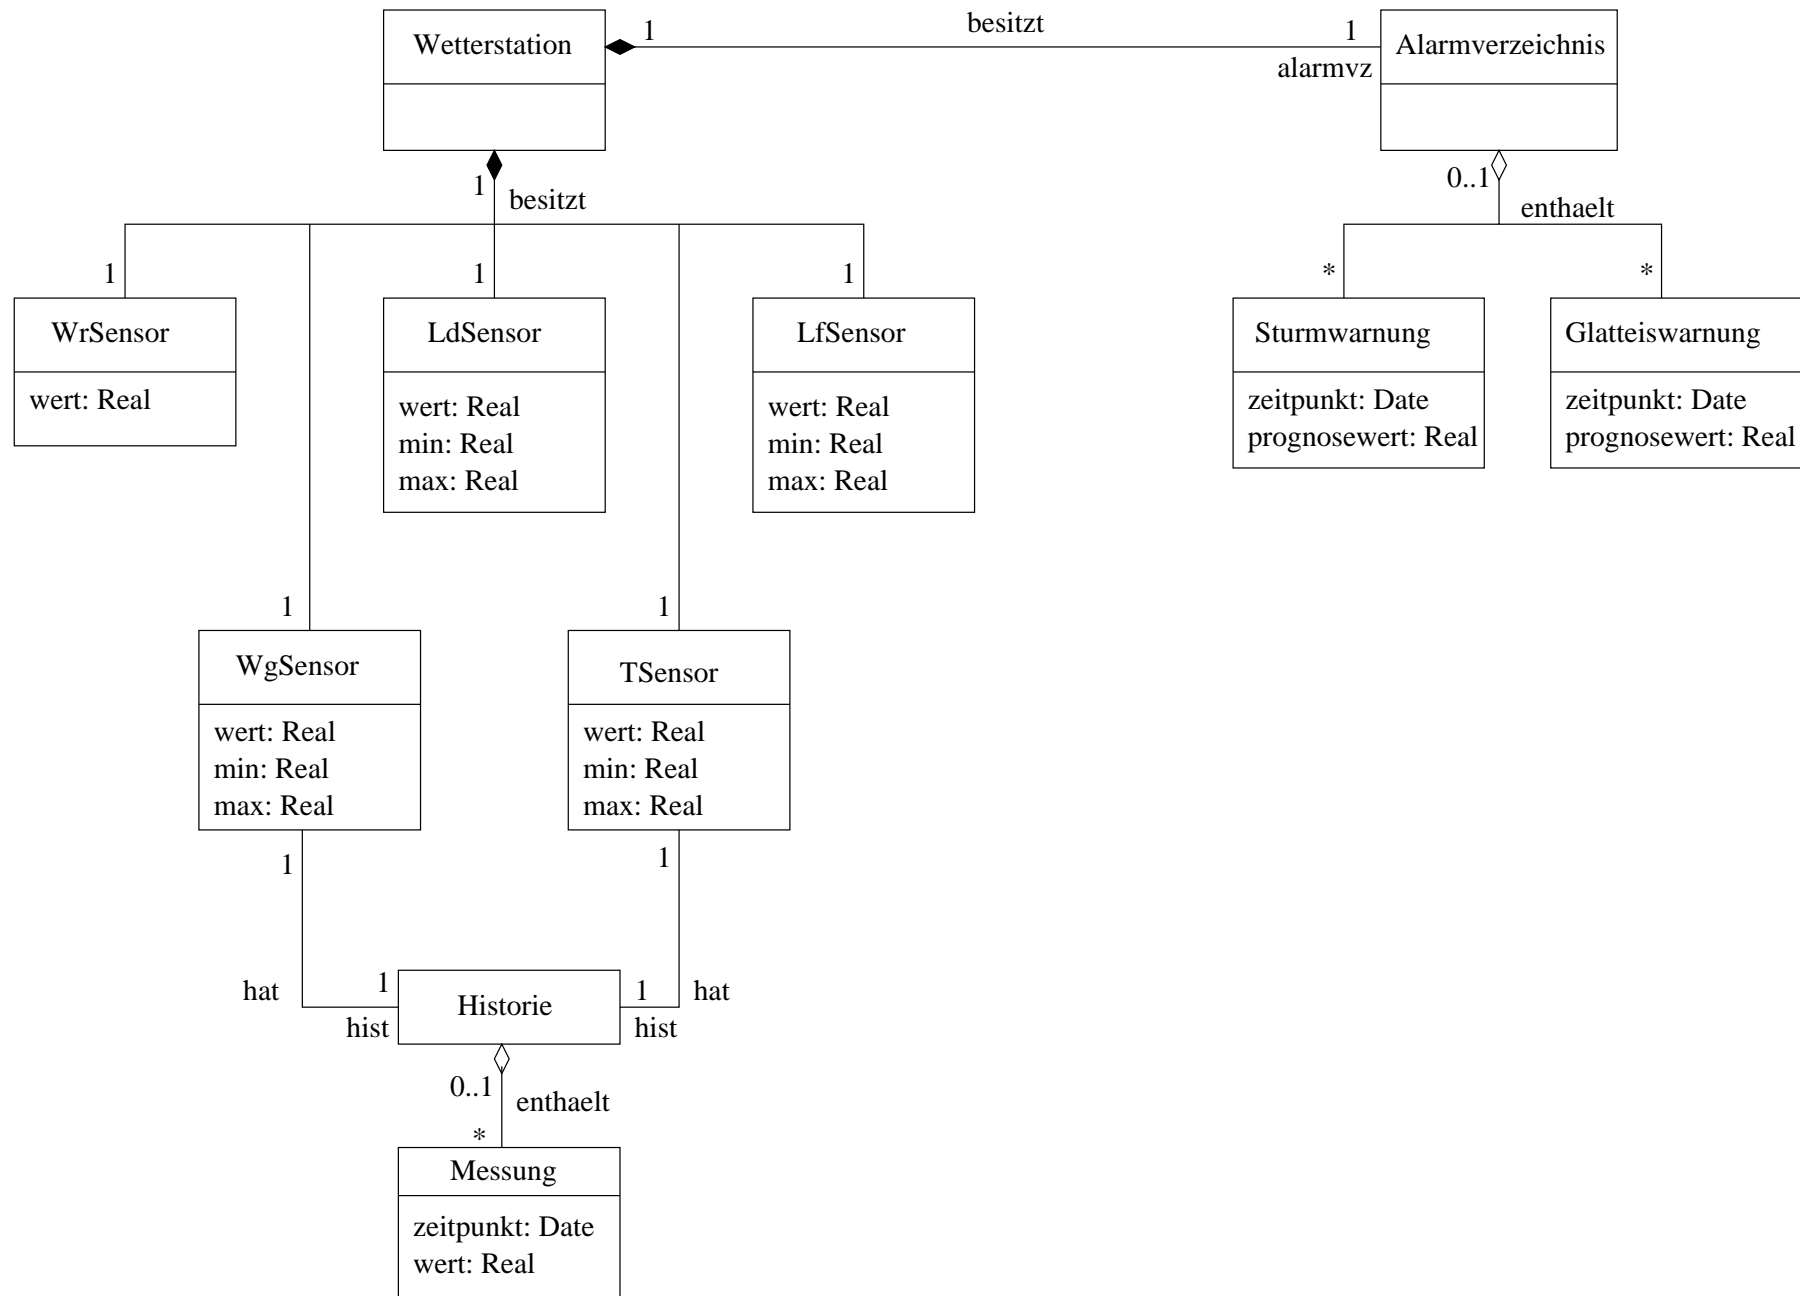 besitzt
Wetterstation
1
1
Alarmverzeichnis
alarmvz
1
besitzt
0..1
enthaelt
1
1
1
*
*
WrSensor
LdSensor
LfSensor
Sturmwarnung
Glatteiswarnung
wert: Real
wert: Real
min: Real
max: Real
wert: Real
min: Real
max: Real
zeitpunkt: Date
prognosewert: Real
zeitpunkt: Date
prognosewert: Real
1
1
WgSensor
TSensor
wert: Real
min: Real
max: Real
wert: Real
min: Real
max: Real
1
1
hat
1
hist
Historie
1
hist
hat
0..1
enthaelt
*
Messung
zeitpunkt: Date
wert: Real